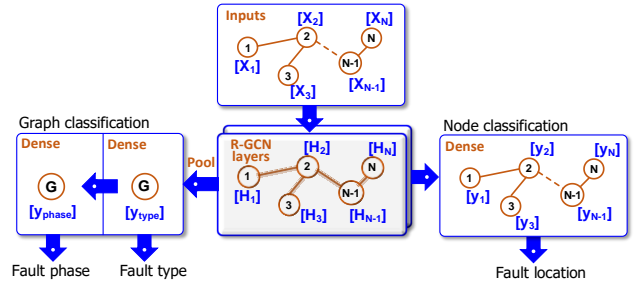 Inputs
[X2]
[XN]
2
N
1
N-1
3
[X1]
[X3]
[XN-1]
Graph classification
Node classification
Dense
Dense
Pool
R-GCN
layers
[H2]
[HN]
Dense
[y2]
[yN]
G
G
1
2
N
3
N-1
1
2
N
3
N-1
[yphase]
[ytype]
[H1]
[H3]
[HN-1]
[y1]
[y3]
[yN-1]
Fault phase
Fault type
Fault location